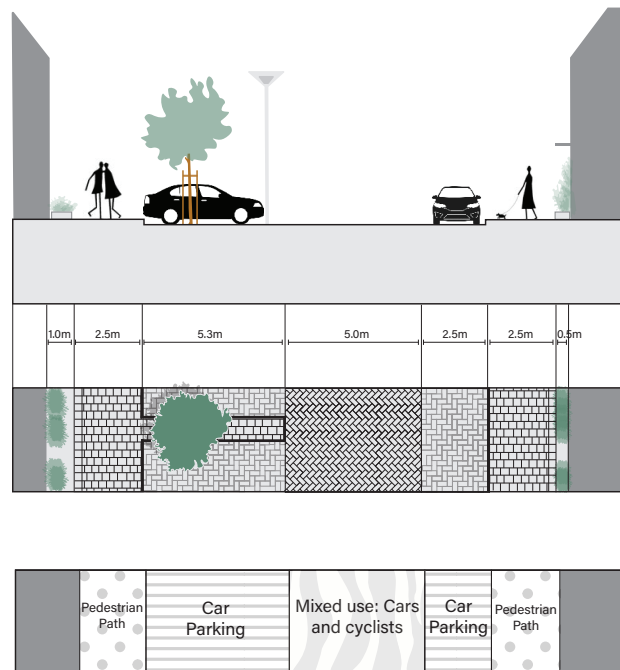 1.0m 2.5m 5.3m 5.0m 2.5m 2.5m 0.5m
Pedestrian
Path
Car
Parking
Mixed use: Cars
and cyclists
Car
Parking
Pedestrian
Path